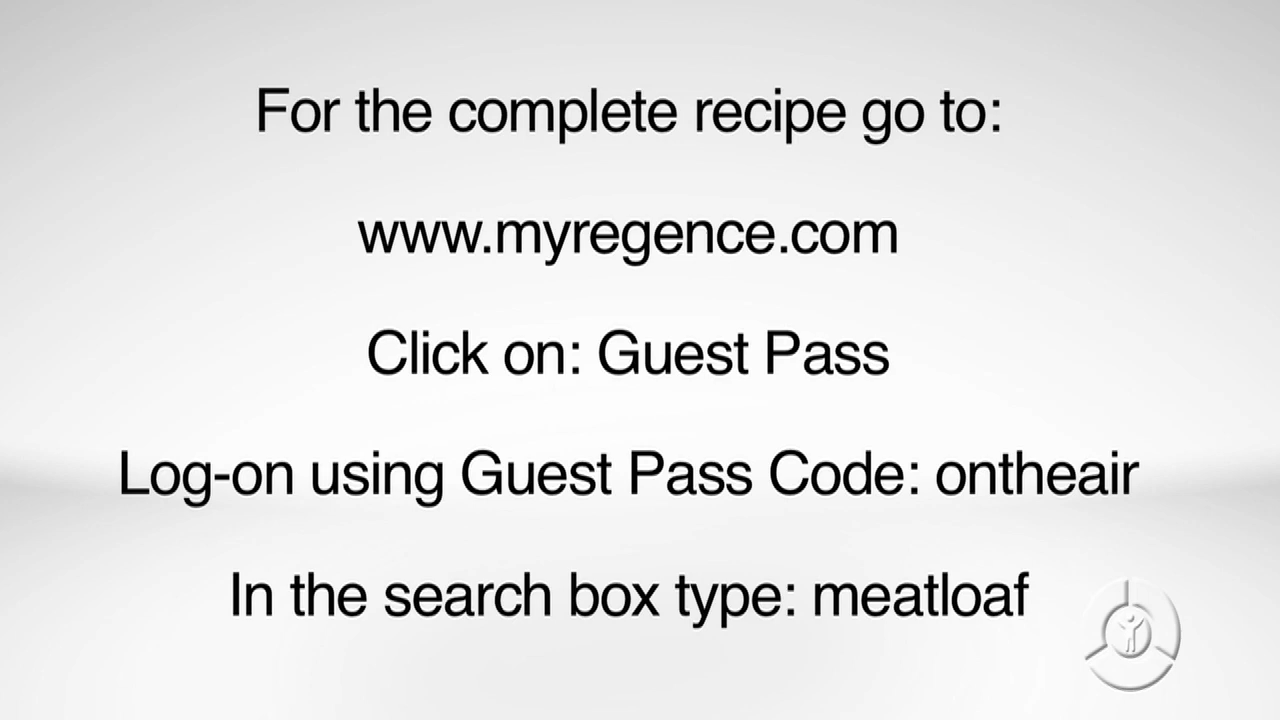 For the complete recipe go to:
www.myregence.com
Click on: Guest Pass
Log-on using Guest Pass Code: ontheair
In the search box type: meatloaf